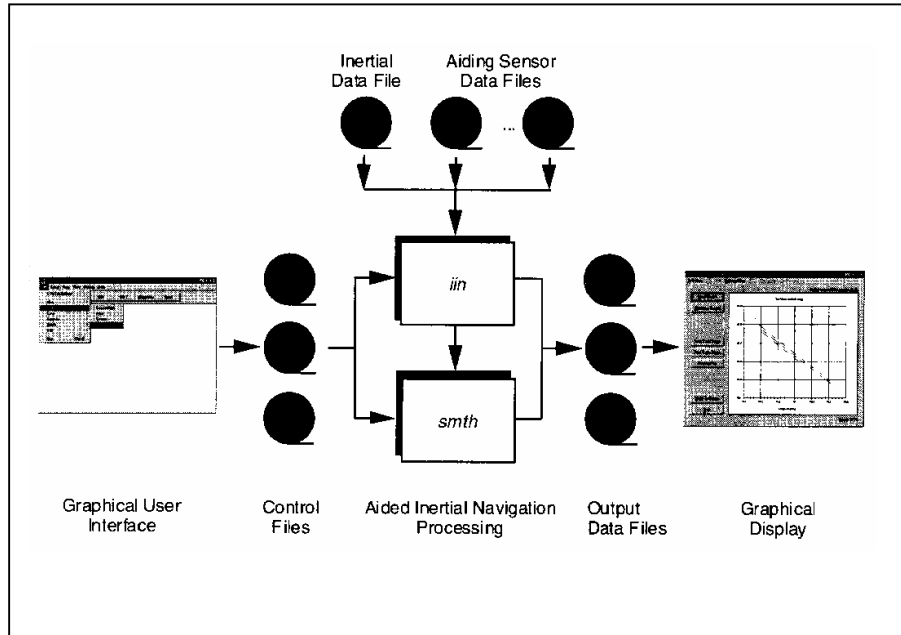 Inertial
Data File
Aiding Sensor
Data Files
...
iin
smth
Graphical User
Interface
Control
Files
Aided Inertial Navigation
Processing
Output
Data Files
Graphical
Display